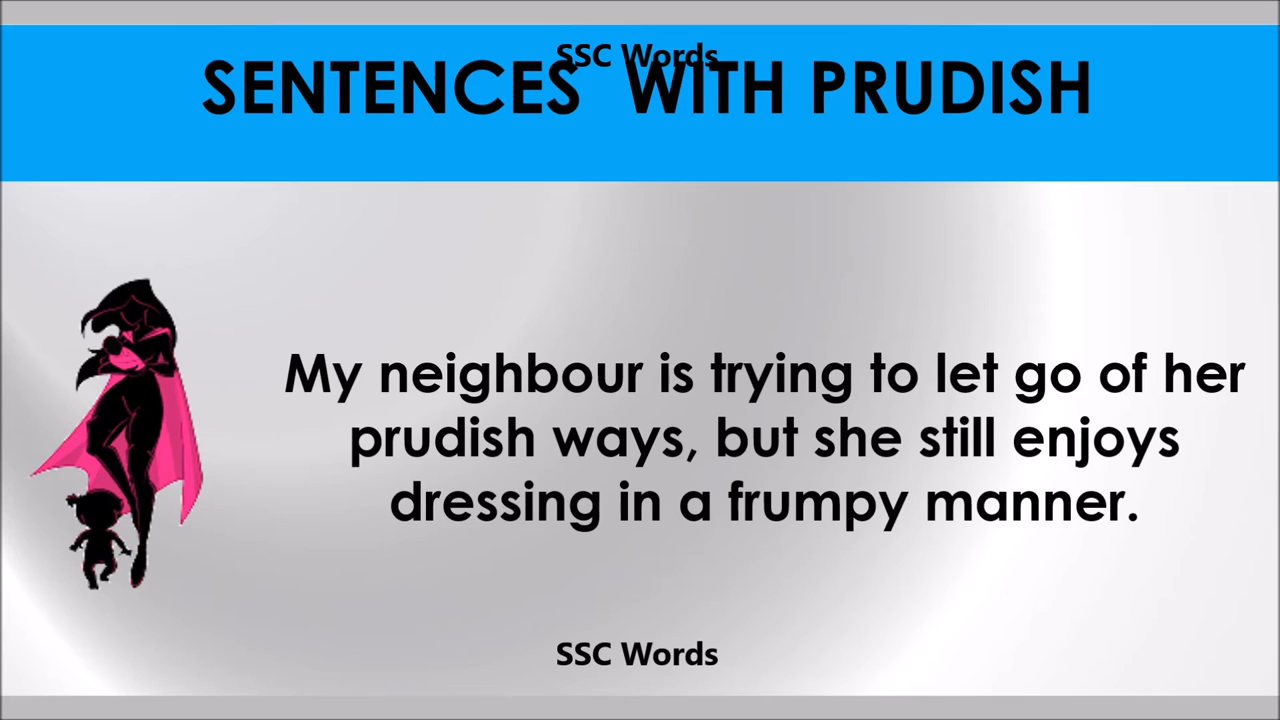 SSC Words
SENTENCES WITH PRUDISH
My neighbour is trying to let go of her
prudish ways, but she still enjoys
dressing in a frumpy manner.
SSC Words